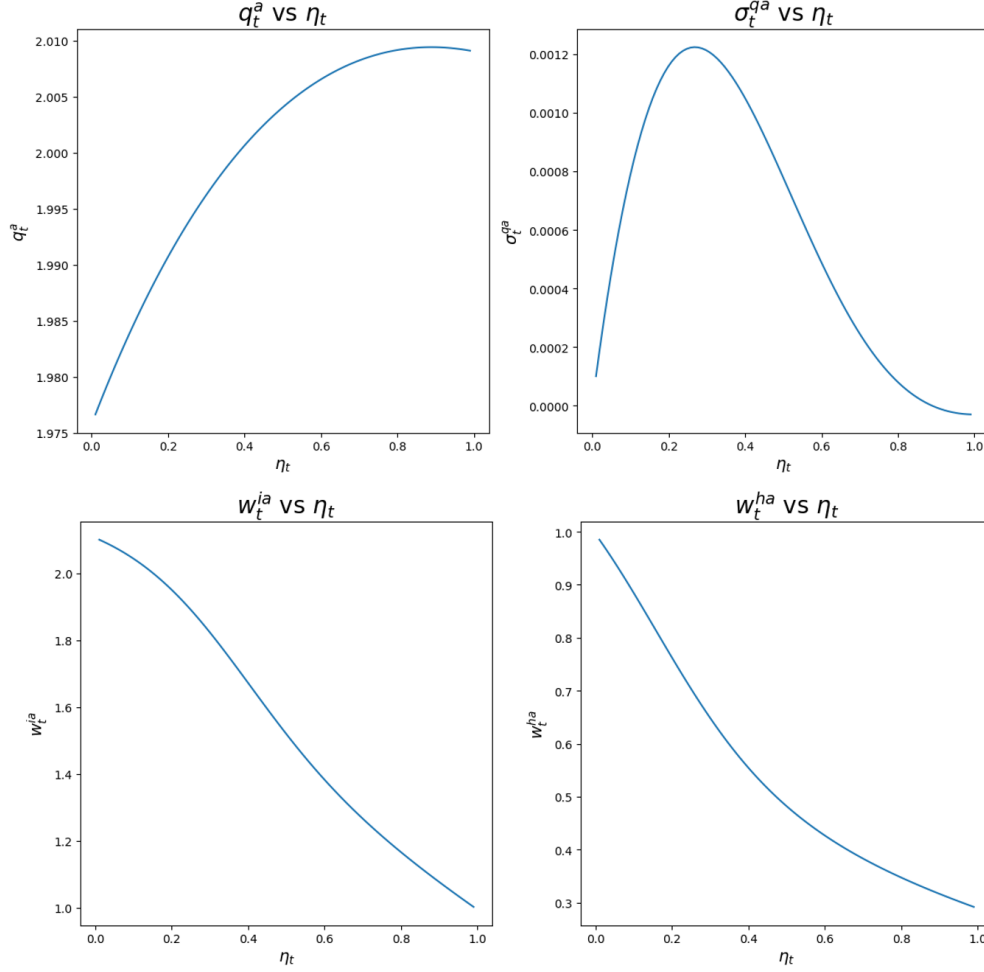 q_t^a vs η_t
2.010
2.005
2.000
1.995
1.990
1.985
1.980
1.975
q_t^a
0.0 0.2 0.4 0.6 0.8 1.0
η_t
σ_t^{qa} vs η_t
0.0012
0.0010
0.0008
0.0006
0.0004
0.0002
0.0000
σ_t^{qa}
0.0 0.2 0.4 0.6 0.8 1.0
η_t
w_t^{ia} vs η_t
2.0
1.8
1.6
1.4
1.2
1.0
w_t^{ia}
0.0 0.2 0.4 0.6 0.8 1.0
η_t
w_t^{ha} vs η_t
1.0
0.9
0.8
0.7
0.6
0.5
0.4
0.3
w_t^{ha}
0.0 0.2 0.4 0.6 0.8 1.0
η_t